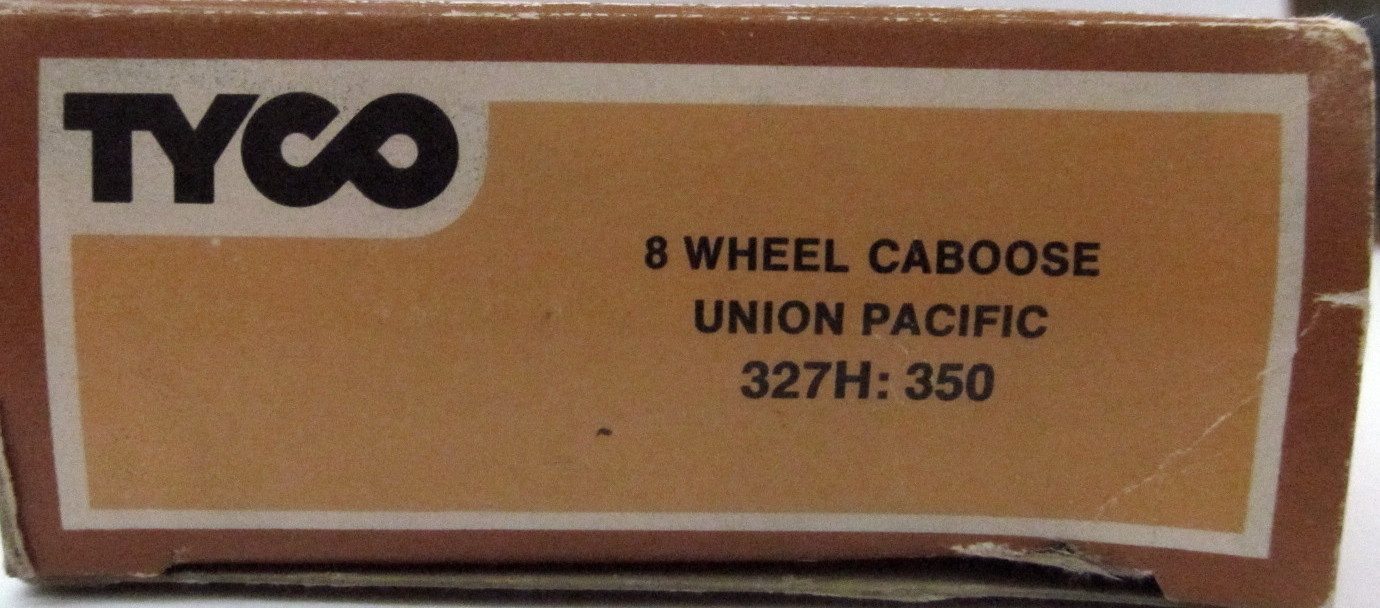 TYCO
8 WHEEL CABOOSE
UNION PACIFIC
327H: 350